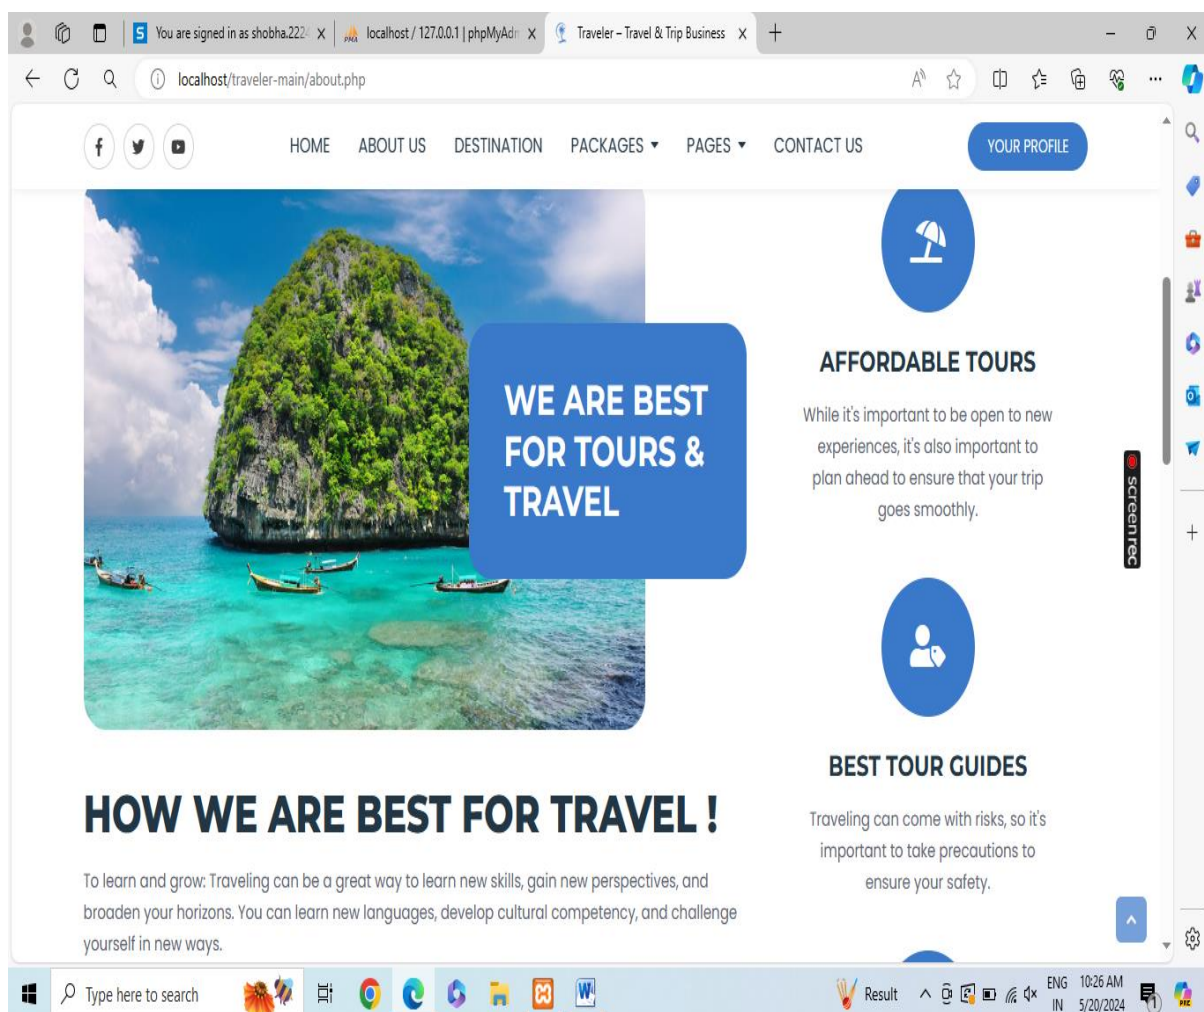 You are signed in as shobha.2224
localhost / 127.0.0.1 | phpMyAdm
Traveler – Travel & Trip Business
localhost/traveler-main/about.php
HOME ABOUT US DESTINATION PACKAGES PAGES CONTACT US YOUR PROFILE
WE ARE BEST
FOR TOURS &
TRAVEL
HOW WE ARE BEST FOR TRAVEL !
To learn and grow: Traveling can be a great way to learn new skills, gain new perspectives, and
broaden your horizons. You can learn new languages, develop cultural competency, and challenge
yourself in new ways.
AFFORDABLE TOURS
While it's important to be open to new
experiences, it's also important to
plan ahead to ensure that your trip
goes smoothly.
BEST TOUR GUIDES
Traveling can come with risks, so it's
important to take precautions to
ensure your safety.
screenrec
Type here to search
Result
ENG
IN
10:26 AM
5/20/2024